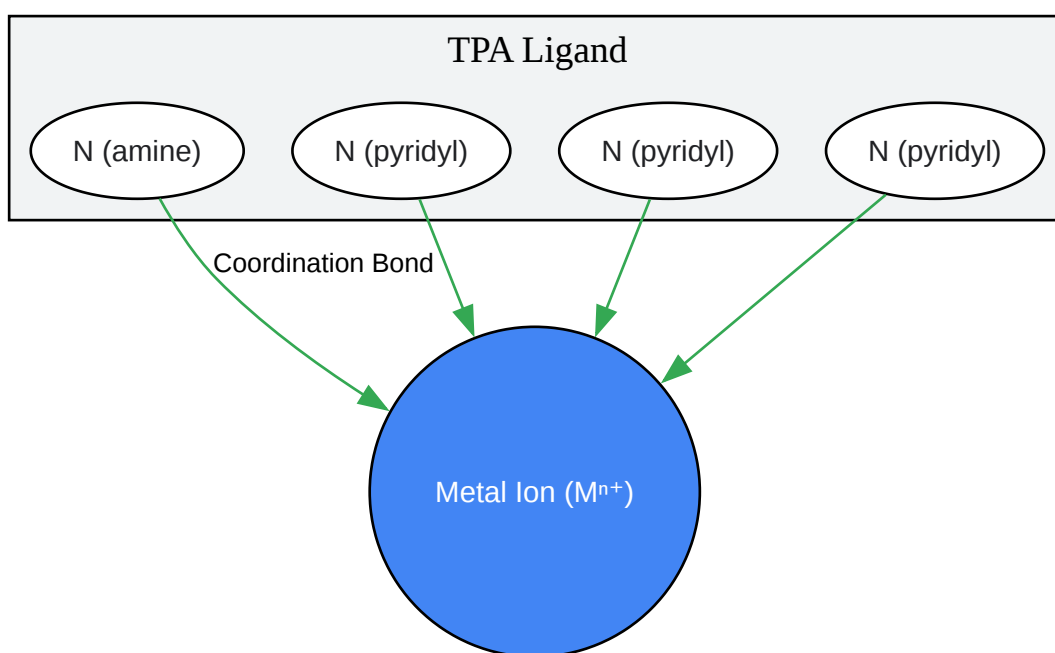 TPA Ligand
N (amine) N (pyridyl) N (pyridyl) N (pyridyl)
Coordination Bond
Metal Ion (Mⁿ⁺)